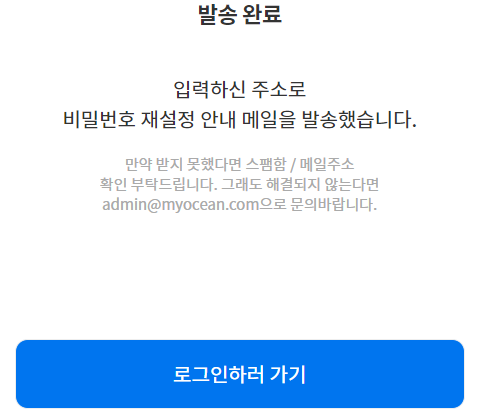 발송 완료
입력하신 주소로
비밀번호 재설정 안내 메일을 발송했습니다.
만약 받지 못했다면 스팸함 / 메일주소
확인 부탁드립니다. 그래도 해결되지 않는다면
admin@myocean.com으로 문의바랍니다.
로그인하러 가기